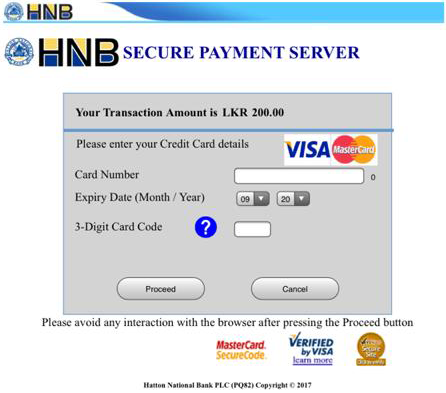 HNB
HNB SECURE PAYMENT SERVER
Your Transaction Amount is LKR 200.00
Please enter your Credit Card details
VISA MasterCard
Card Number
0
Expiry Date (Month / Year)
09 20
3-Digit Card Code
?
Proceed Cancel
Please avoid any interaction with the browser after pressing the Proceed button
MasterCard. SecureCode.
VERIFIED by VISA
learn more
Secure Site
Hatton National Bank PLC (PQ82) Copyright © 2017